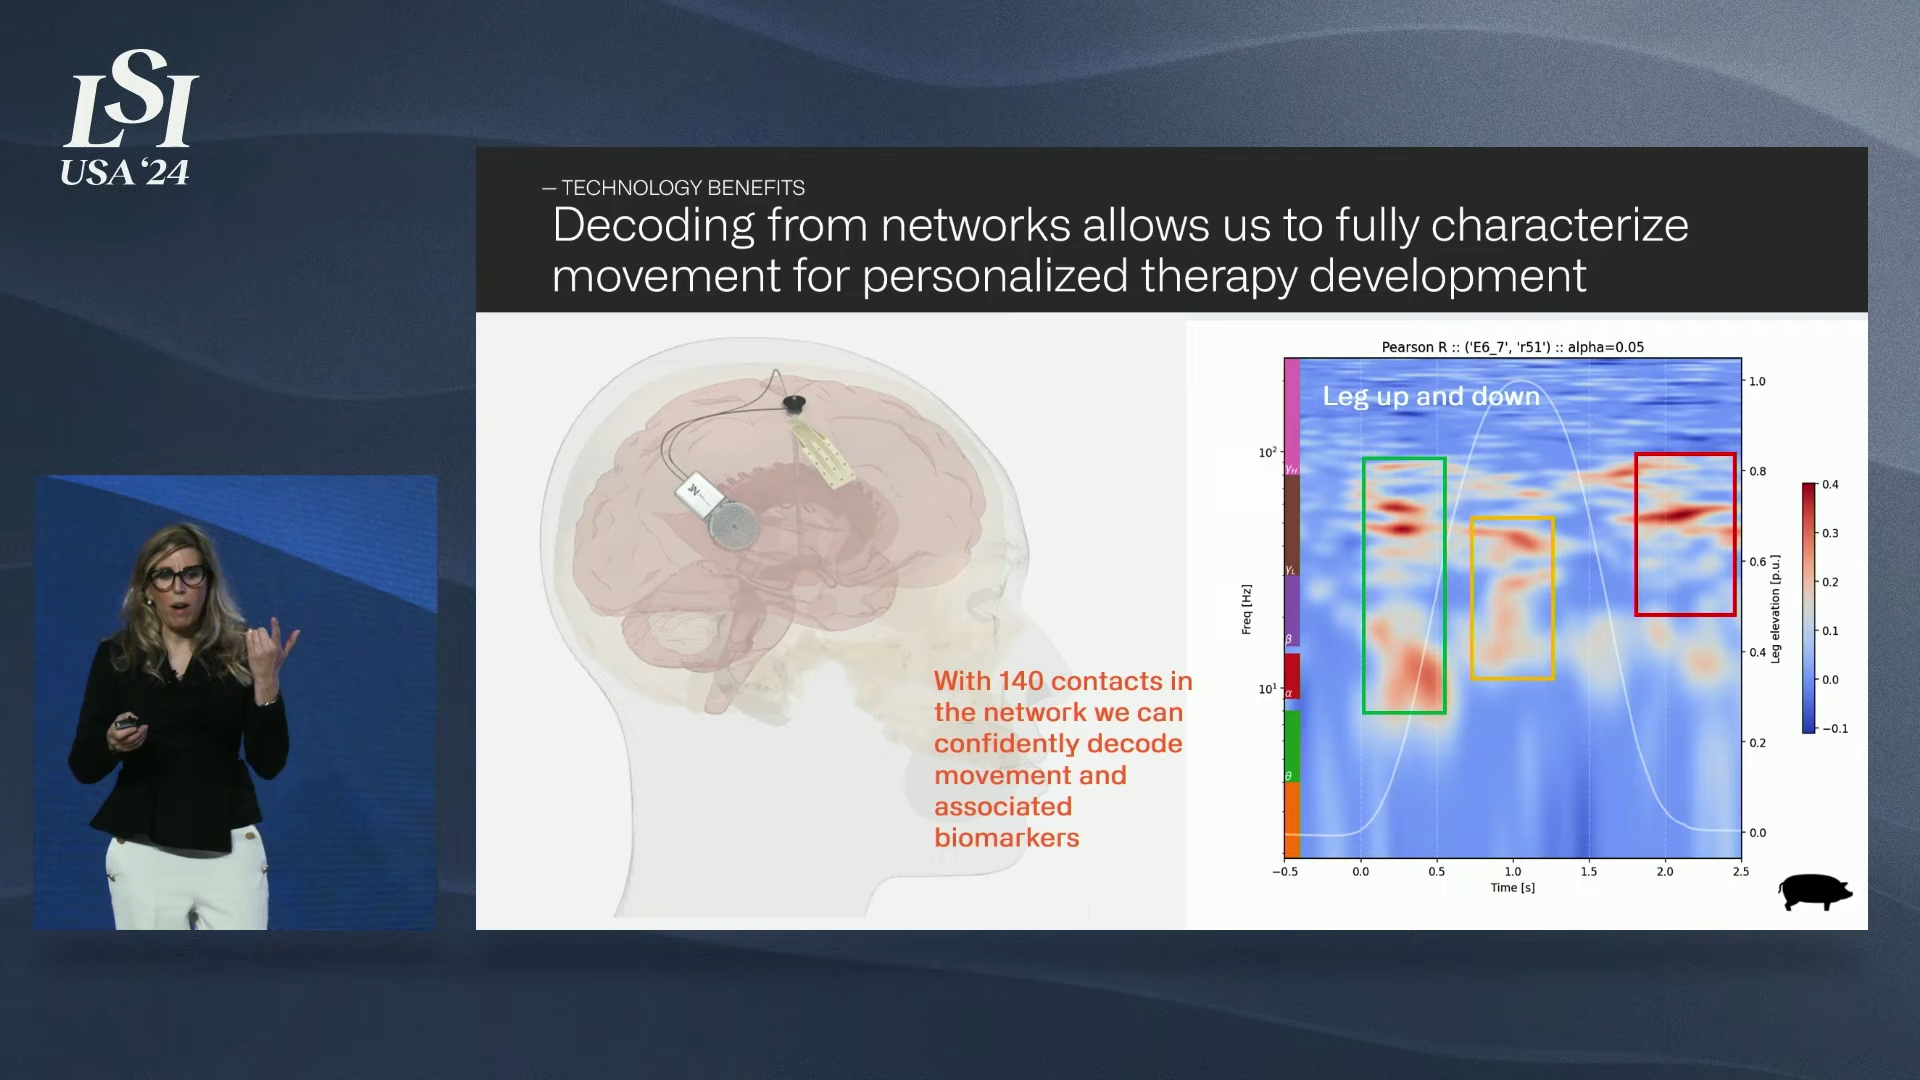 LSI
USA '24
— TECHNOLOGY BENEFITS
Decoding from networks allows us to fully characterize
movement for personalized therapy development
With 140 contacts in
the network we can
confidently decode
movement and
associated
biomarkers
Pearson R :: ('E6_7', 'r51') :: alpha=0.05
Leg up and down
Freq [Hz]
10²
10¹
γH
γL
β
α
θ
−0.5
0.0
0.5
1.0
1.5
2.0
2.5
Time [s]
1.0
0.8
0.6
0.4
0.2
0.0
Leg elevation [p.u.]
0.4
0.3
0.2
0.1
0.0
−0.1